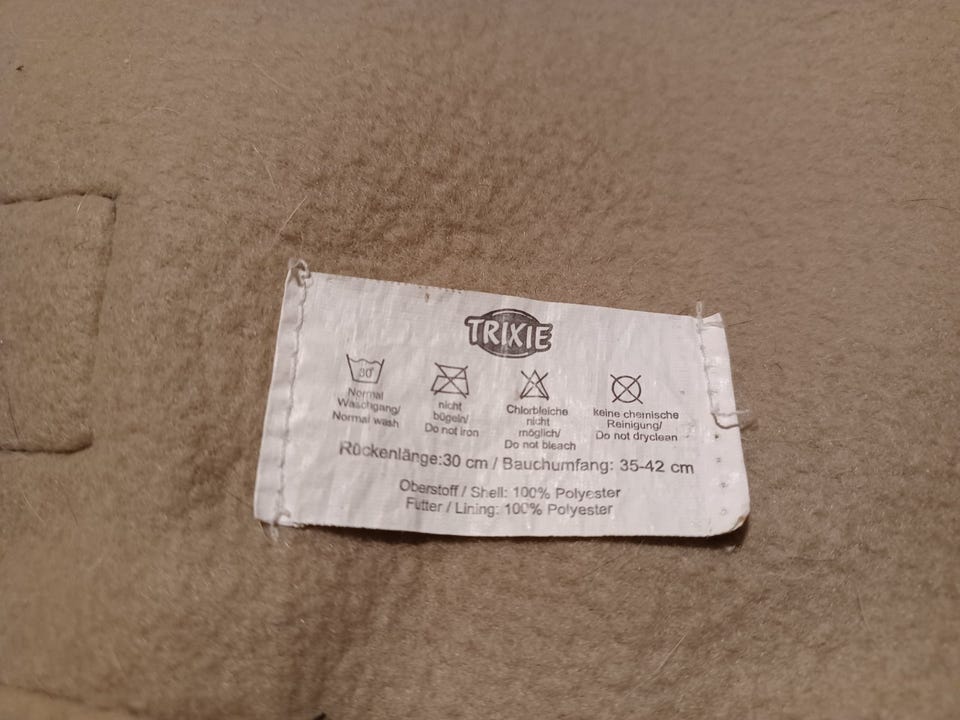 TRIXIE
30°
Normal
Waschgang/
Normal wash
nicht
bügeln/
Do not iron
Chlorbleiche
nicht
möglich/
Do not bleach
keine chemische
Reinigung/
Do not dryclean
Rückenlänge:30 cm / Bauchumfang: 35-42 cm
Oberstoff / Shell: 100% Polyester
Futter / Lining: 100% Polyester